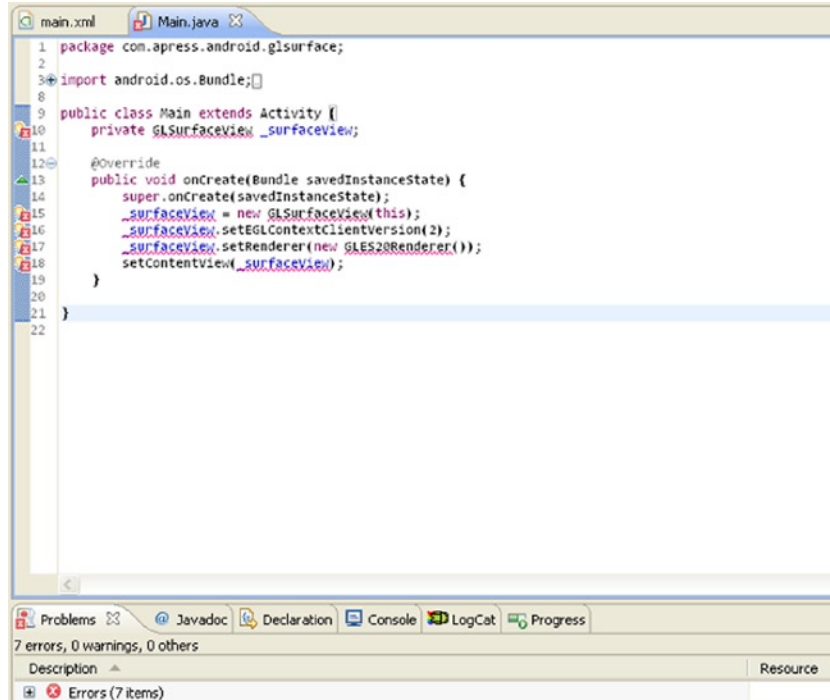 main.xml Main.java
1 package com.apress.android.glsurface;
2
3 import android.os.Bundle;
8
9 public class Main extends Activity {
10 private GLSurfaceView _surfaceView;
11
12 @Override
13 public void onCreate(Bundle savedInstanceState) {
14 super.onCreate(savedInstanceState);
15 _surfaceView = new GLSurfaceView(this);
16 _surfaceView.setEGLContextClientVersion(2);
17 _surfaceView.setRenderer(new GLES20Renderer());
18 setContentView(_surfaceView);
19 }
20
21 }
22
Problems @ Javadoc Declaration Console LogCat Progress
7 errors, 0 warnings, 0 others
Description Resource
Errors (7 items)